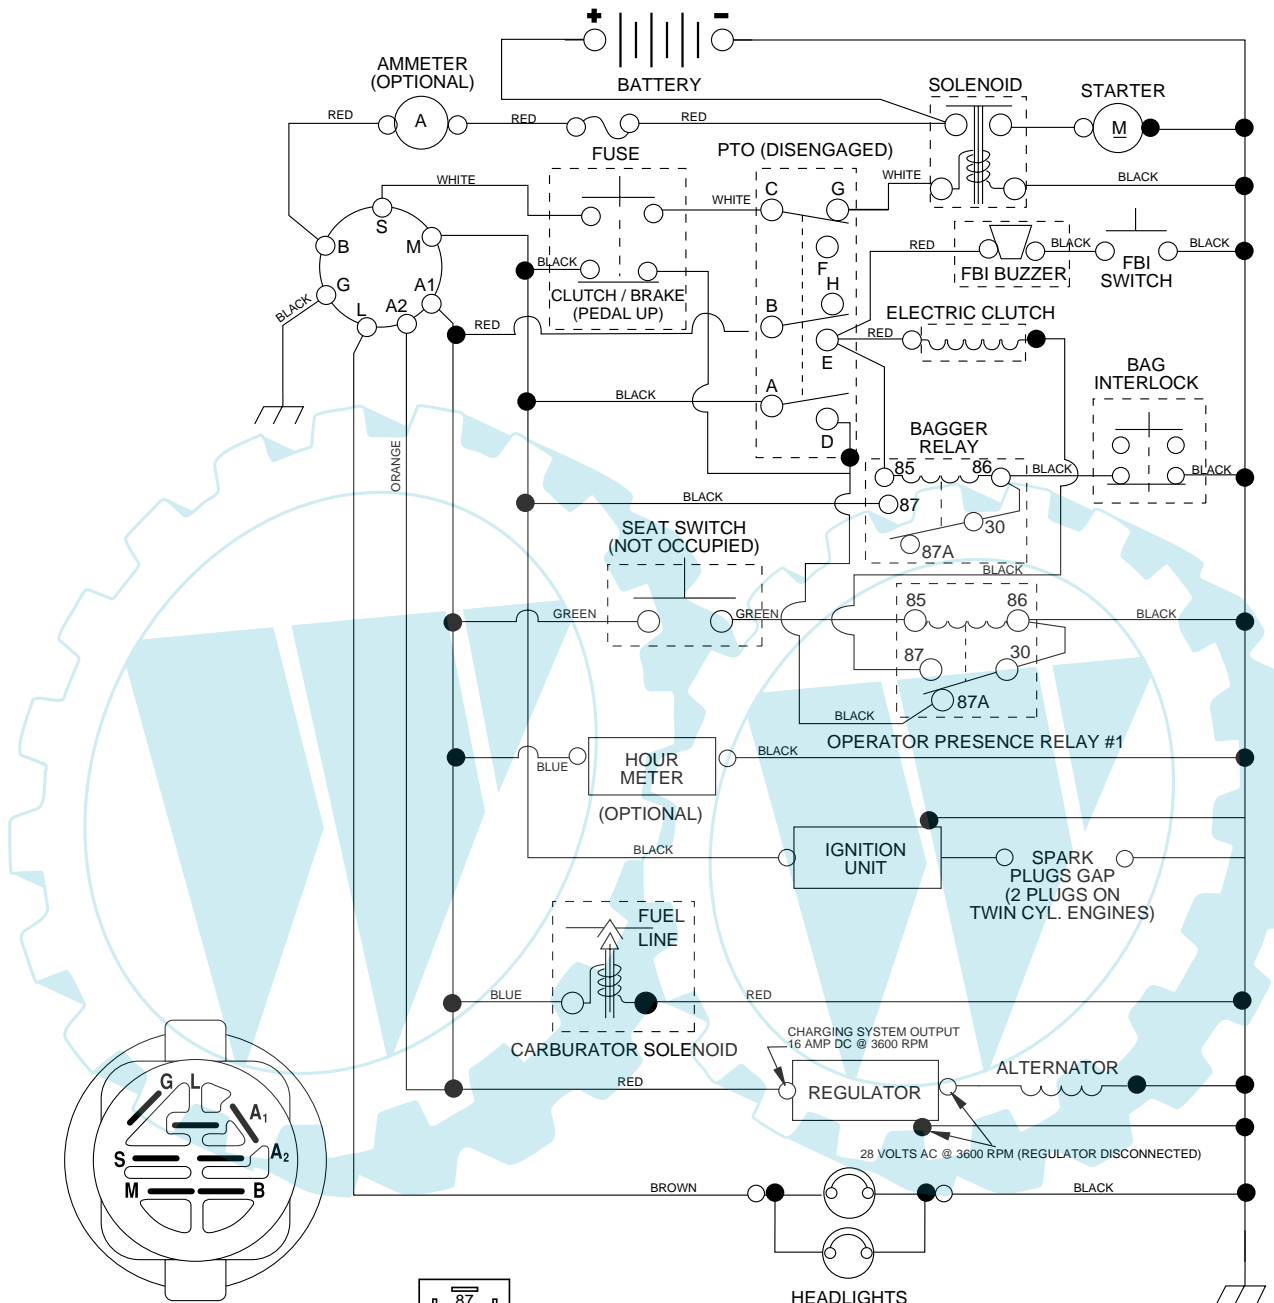 + -
BATTERY
AMMETER
(OPTIONAL)
RED
A
RED
FUSE
RED
SOLENOID
STARTER
M
PTO (DISENGAGED)
WHITE
WHITE
C
G
WHITE
BLACK
S
B
M
G
L
A2
A1
BLACK
BLACK
CLUTCH / BRAKE
(PEDAL UP)
F
H
B
E
RED
FBI BUZZER
BLACK
FBI
SWITCH
BLACK
RED
RED
ELECTRIC CLUTCH
BAG
INTERLOCK
A
D
BLACK
BAGGER
RELAY
85
86
BLACK
BLACK
ORANGE
BLACK
87
30
87A
SEAT SWITCH
(NOT OCCUPIED)
BLACK
GREEN
GREEN
85
86
BLACK
87
30
87A
BLACK
OPERATOR PRESENCE RELAY #1
BLUE
HOUR
METER
BLACK
(OPTIONAL)
BLACK
IGNITION
UNIT
SPARK
PLUGS GAP
(2 PLUGS ON
TWIN CYL. ENGINES)
FUEL
LINE
BLUE
RED
CARBURATOR SOLENOID
CHARGING SYSTEM OUTPUT
16 AMP DC @ 3600 RPM
RED
REGULATOR
ALTERNATOR
28 VOLTS AC @ 3600 RPM (REGULATOR DISCONNECTED)
G L
A1
S
A2
M
B
BROWN
BLACK
HEADLIGHTS
87